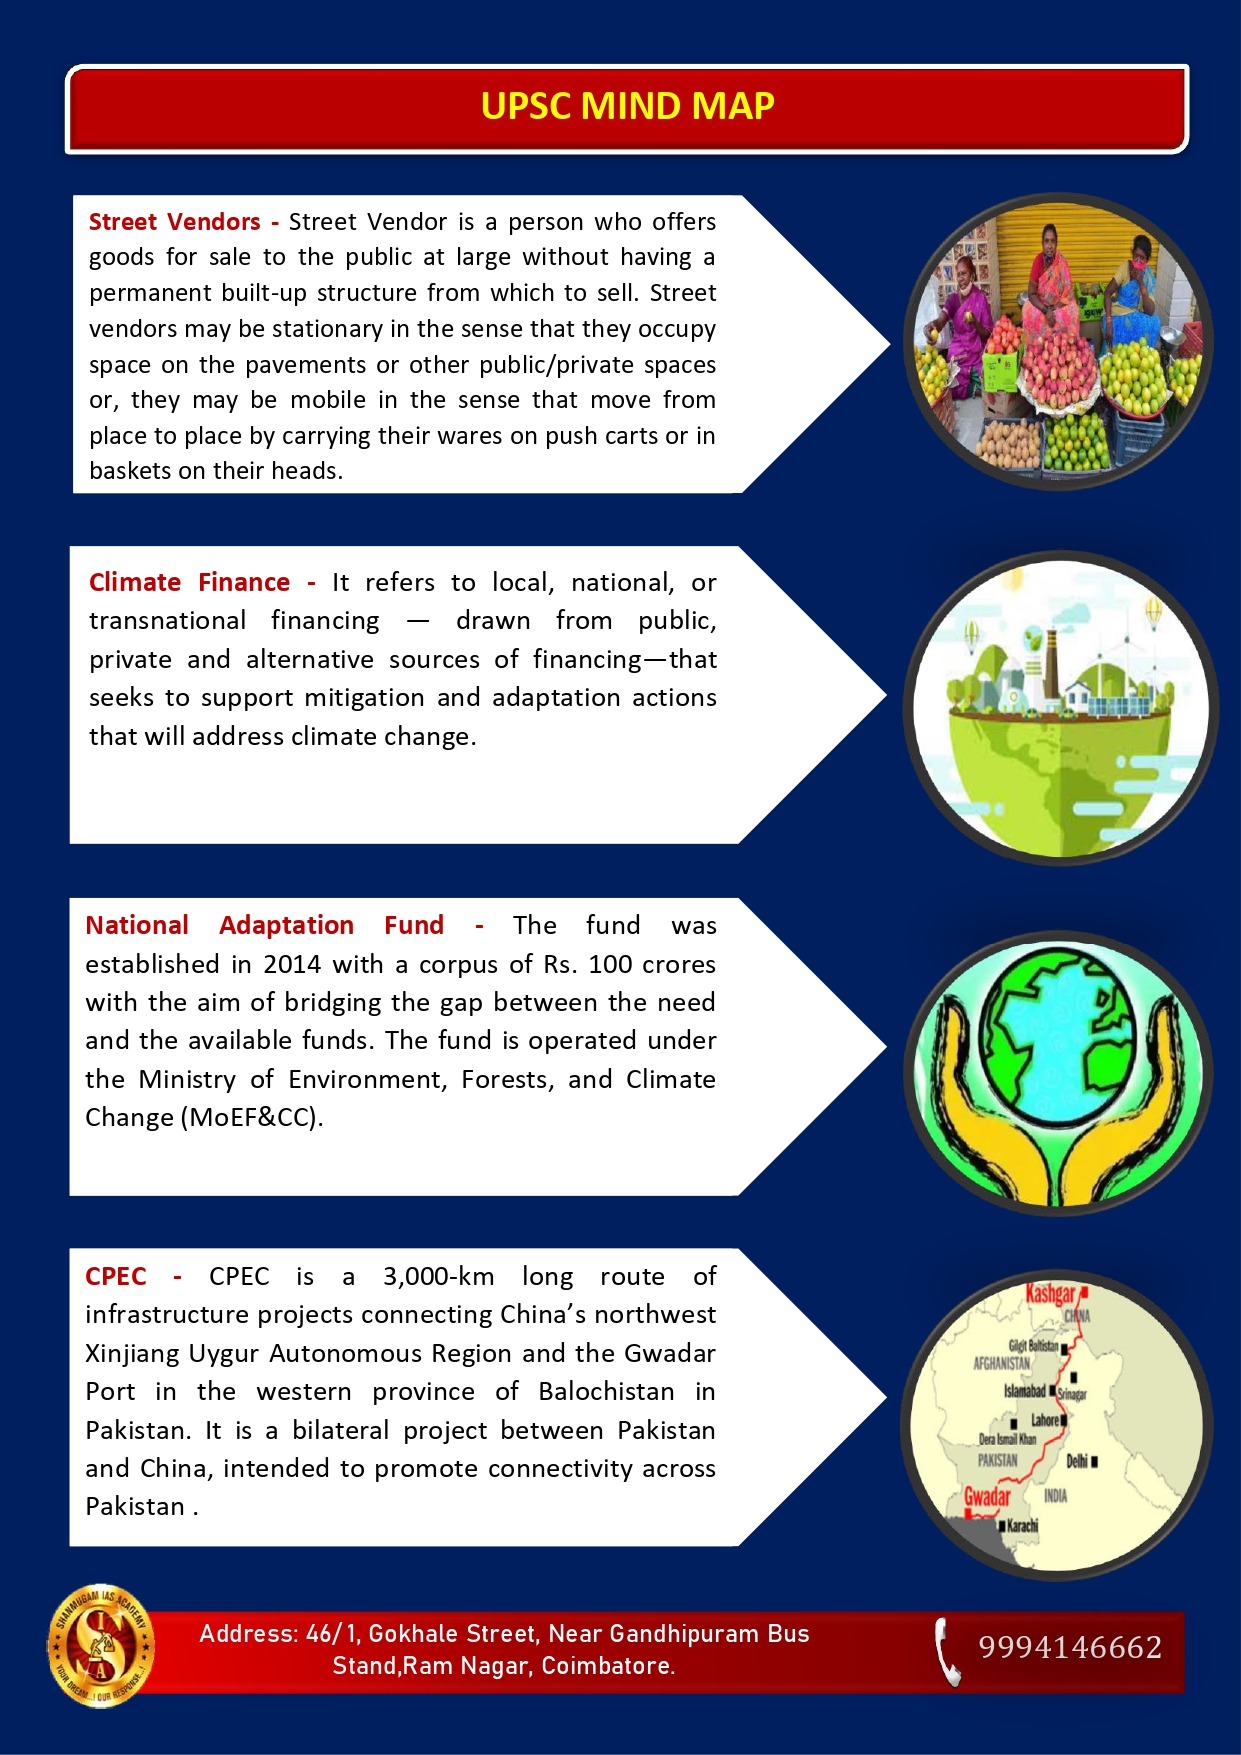 UPSC MIND MAP
Street Vendors - Street Vendor is a person who offers
goods for sale to the public at large without having a
permanent built-up structure from which to sell. Street
vendors may be stationary in the sense that they occupy
space on the pavements or other public/private spaces
or, they may be mobile in the sense that move from
place to place by carrying their wares on push carts or in
baskets on their heads.
Climate Finance - It refers to local, national, or
transnational financing — drawn from public,
private and alternative sources of financing—that
seeks to support mitigation and adaptation actions
that will address climate change.
National Adaptation Fund - The fund was
established in 2014 with a corpus of Rs. 100 crores
with the aim of bridging the gap between the need
and the available funds. The fund is operated under
the Ministry of Environment, Forests, and Climate
Change (MoEF&CC).
CPEC - CPEC is a 3,000-km long route of
infrastructure projects connecting China’s northwest
Xinjiang Uygur Autonomous Region and the Gwadar
Port in the western province of Balochistan in
Pakistan. It is a bilateral project between Pakistan
and China, intended to promote connectivity across
Pakistan .
Kashgar
CHINA
Gilgit Baltistan
AFGHANISTAN
Islamabad
Srinagar
Lahore
Dera Ismail Khan
PAKISTAN
Delhi
Gwadar
INDIA
Karachi
SHANMUGAM IAS ACADEMY
SIA
YOUR DREAM...! OUR RESPONSE...!
Address: 46/1, Gokhale Street, Near Gandhipuram Bus
Stand,Ram Nagar, Coimbatore.
9994146662